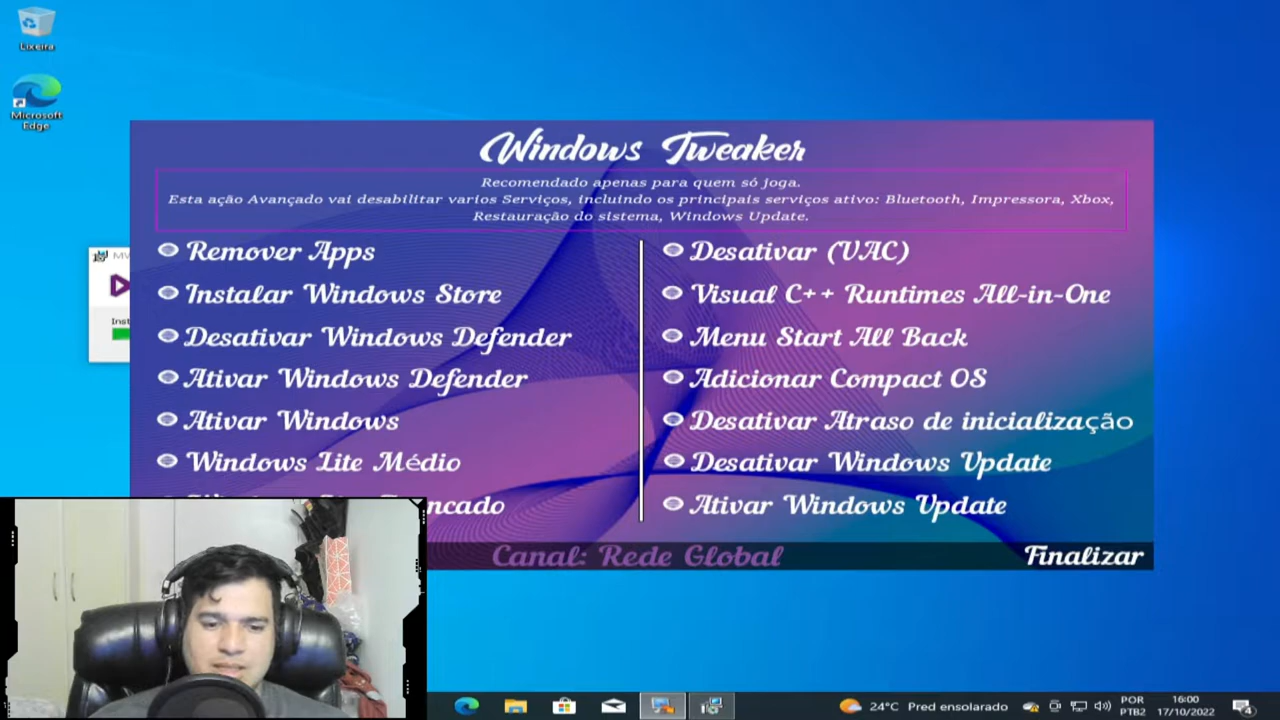 Lixeira
Microsoft
Edge
Windows Tweaker
Recomendado apenas para quem só joga.
Esta ação Avançado vai desabilitar varios Serviços, incluindo os principais serviços ativo: Bluetooth, Impressora, Xbox,
Restauração do sistema, Windows Update.
Remover Apps
Instalar Windows Store
Desativar Windows Defender
Ativar Windows Defender
Ativar Windows
Windows Lite Médio
Desativar (VAC)
Visual C++ Runtimes All-in-One
Menu Start All Back
Adicionar Compact OS
Desativar Atraso de inicialização
Desativar Windows Update
Ativar Windows Update
Canal: Rede Global
Finalizar
24°C Pred ensolarado
POR
PTB2
16:00
17/10/2022
4